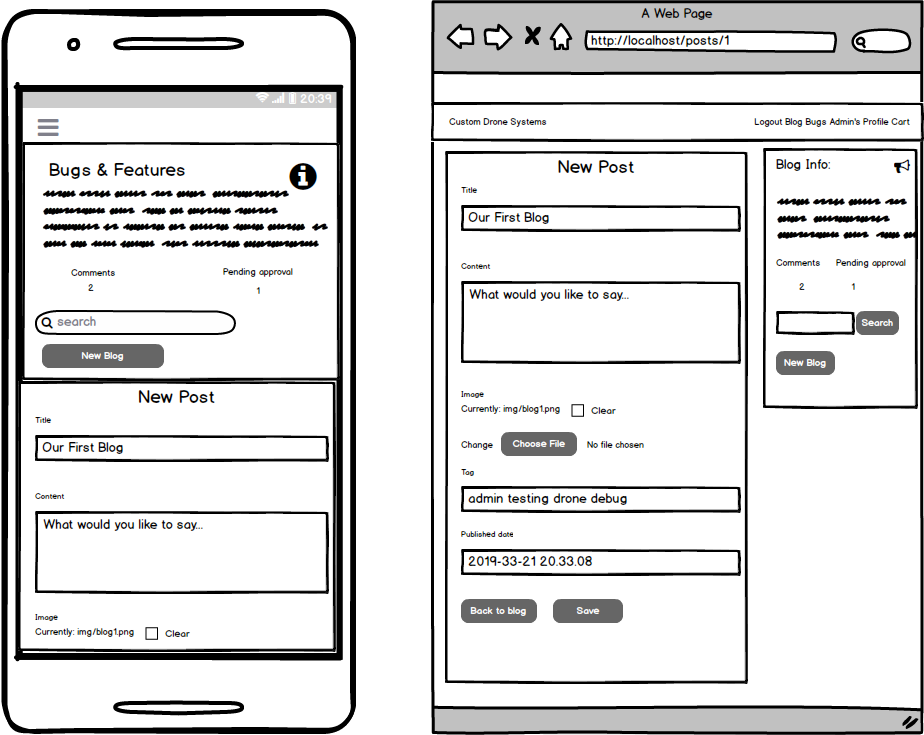 20:39
Bugs & Features
Comments Pending approval
2 1
search
New Blog
New Post
Title
Our First Blog
Content
What would you like to say...
Image
Currently: img/blog1.png Clear
A Web Page
http://localhost/posts/1
Custom Drone Systems Logout Blog Bugs Admin's Profile Cart
New Post
Title
Our First Blog
Content
What would you like to say...
Image
Currently: img/blog1.png Clear
Change Choose File No file chosen
Tag
admin testing drone debug
Published date
2019-33-21 20.33.08
Back to blog Save
Blog Info:
Comments Pending approval
2 1
Search
New Blog